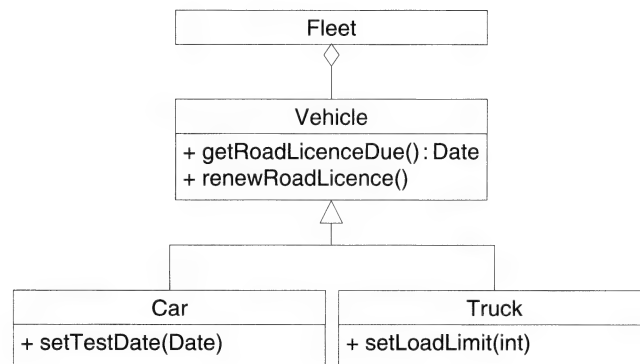 Fleet
Vehicle
+ getRoadLicenceDue(): Date
+ renewRoadLicence()
Car
+ setTestDate(Date)
Truck
+ setLoadLimit(int)